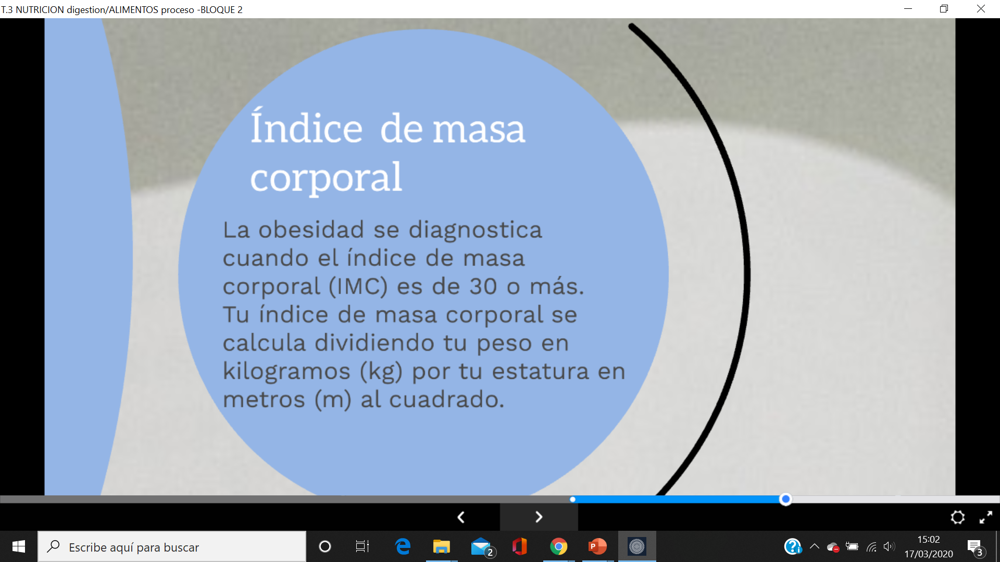 T.3 NUTRICION digestion/ALIMENTOS proceso -BLOQUE 2
Índice de masa
corporal
La obesidad se diagnostica
cuando el índice de masa
corporal (IMC) es de 30 o más.
Tu índice de masa corporal se
calcula dividiendo tu peso en
kilogramos (kg) por tu estatura en
metros (m) al cuadrado.
Escribe aquí para buscar
2
P
15:02
17/03/2020
3